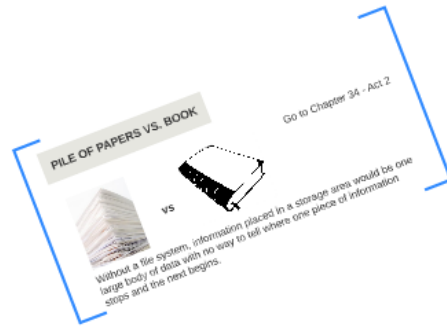 PILE OF PAPERS VS. BOOK
Go to Chapter 34 - Act 2
VS
Without a file system, information placed in a storage area would be one
large body of data with no way to tell where one piece of information
stops and the next begins.